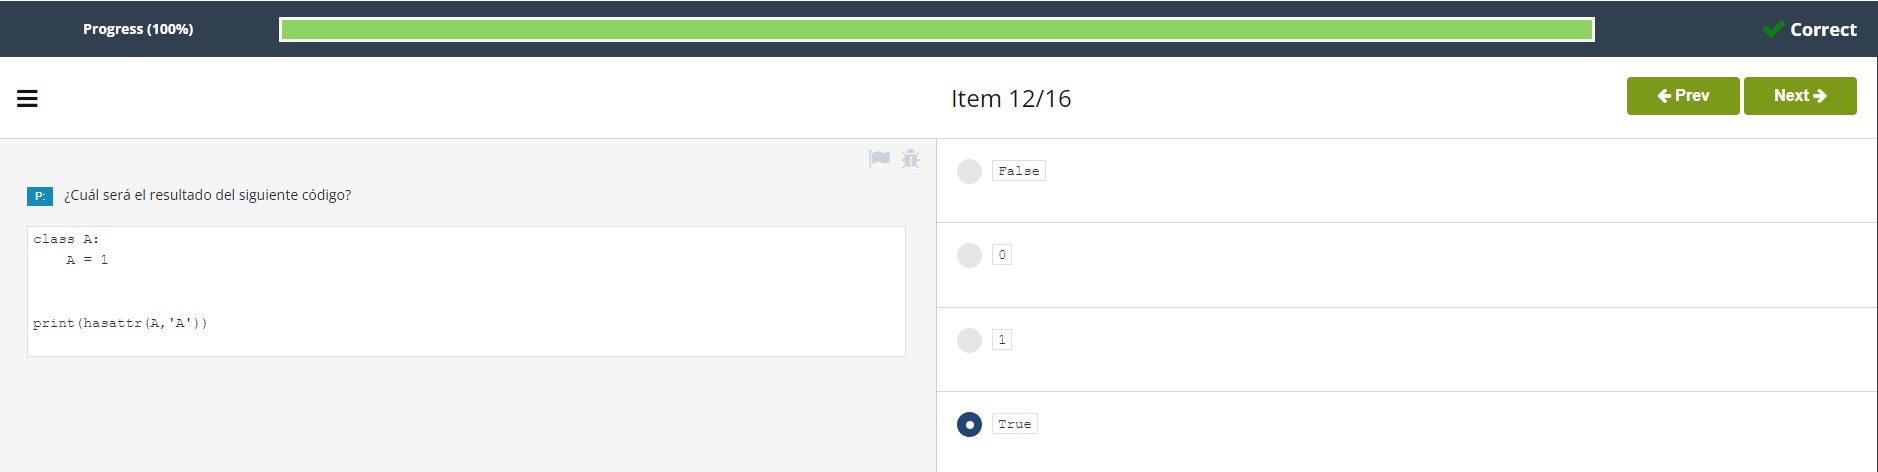 Progress (100%)
Correct
Item 12/16
Prev
Next
P: ¿Cuál será el resultado del siguiente código?
class A:
    A = 1
print(hasattr(A,'A'))
False
0
1
True